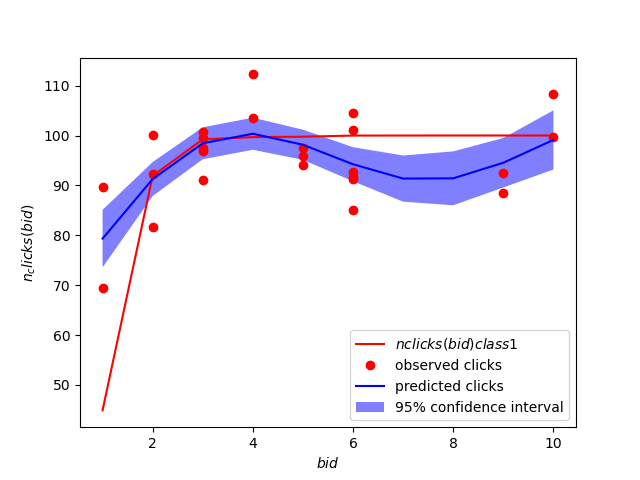 110
100
90
80
70
60
50
n_clicks(bid)
2
4
6
8
10
bid
nclicks(bid)class1
observed clicks
predicted clicks
95% confidence interval